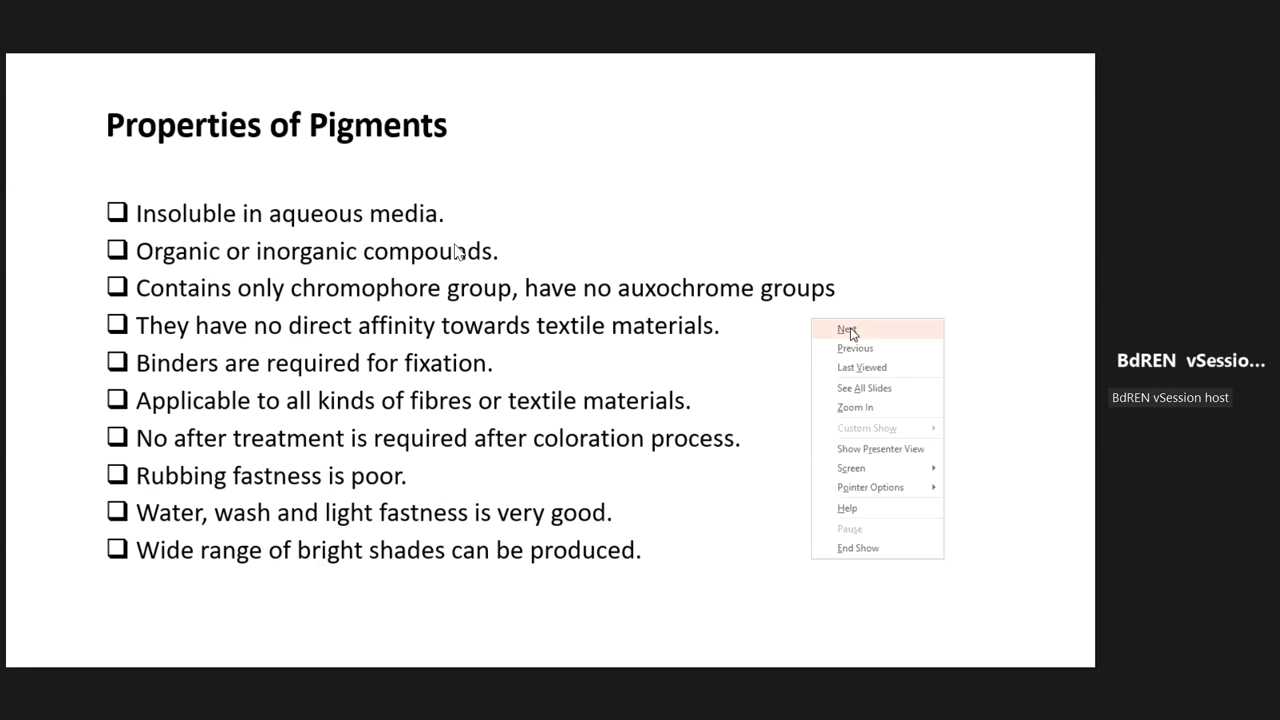 Properties of Pigments
Insoluble in aqueous media.
Organic or inorganic compounds.
Contains only chromophore group, have no auxochrome groups
They have no direct affinity towards textile materials.
Binders are required for fixation.
Applicable to all kinds of fibres or textile materials.
No after treatment is required after coloration process.
Rubbing fastness is poor.
Water, wash and light fastness is very good.
Wide range of bright shades can be produced.
Next
Previous
Last Viewed
See All Slides
Zoom In
Custom Show
Show Presenter View
Screen
Pointer Options
Help
Pause
End Show
BdREN vSessio...
BdREN vSession host